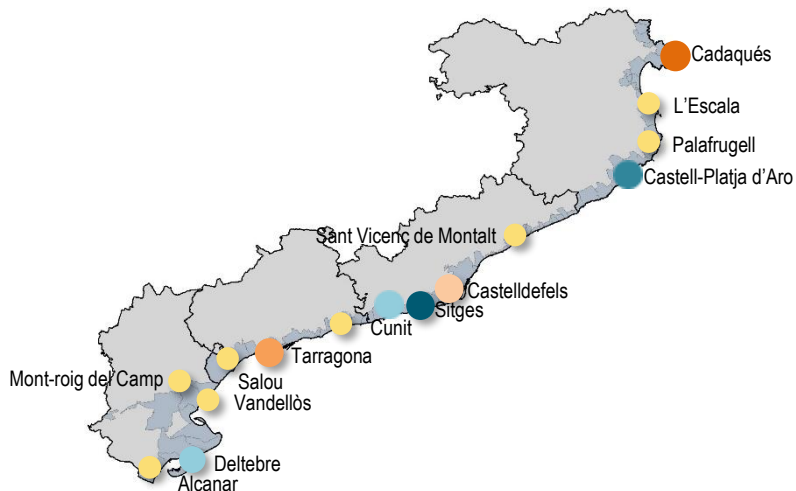 Cadaqués
L'Escala
Palafrugell
Castell-Platja d'Aro
Sant Vicenç de Montalt
Castelldefels
Sitges
Cunit
Tarragona
Salou
Mont-roig del Camp
Vandellòs
Deltebre
Alcanar